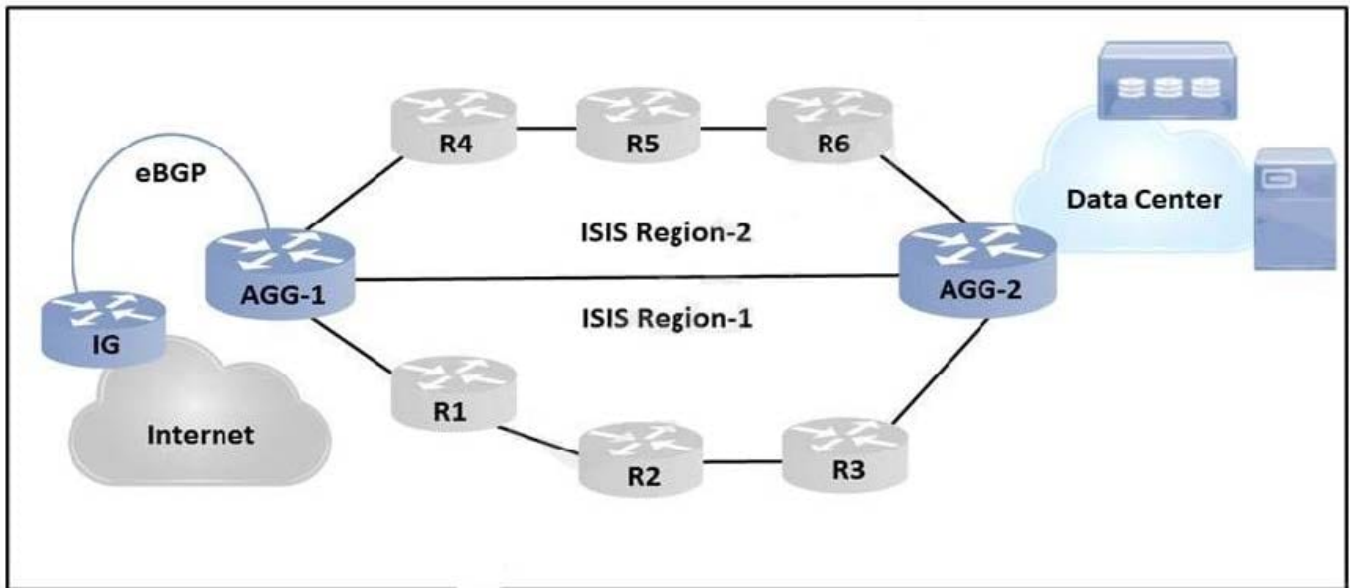 R4
R5
R6
eBGP
Data Center
ISIS Region-2
AGG-1
AGG-2
ISIS Region-1
IG
R1
Internet
R2
R3